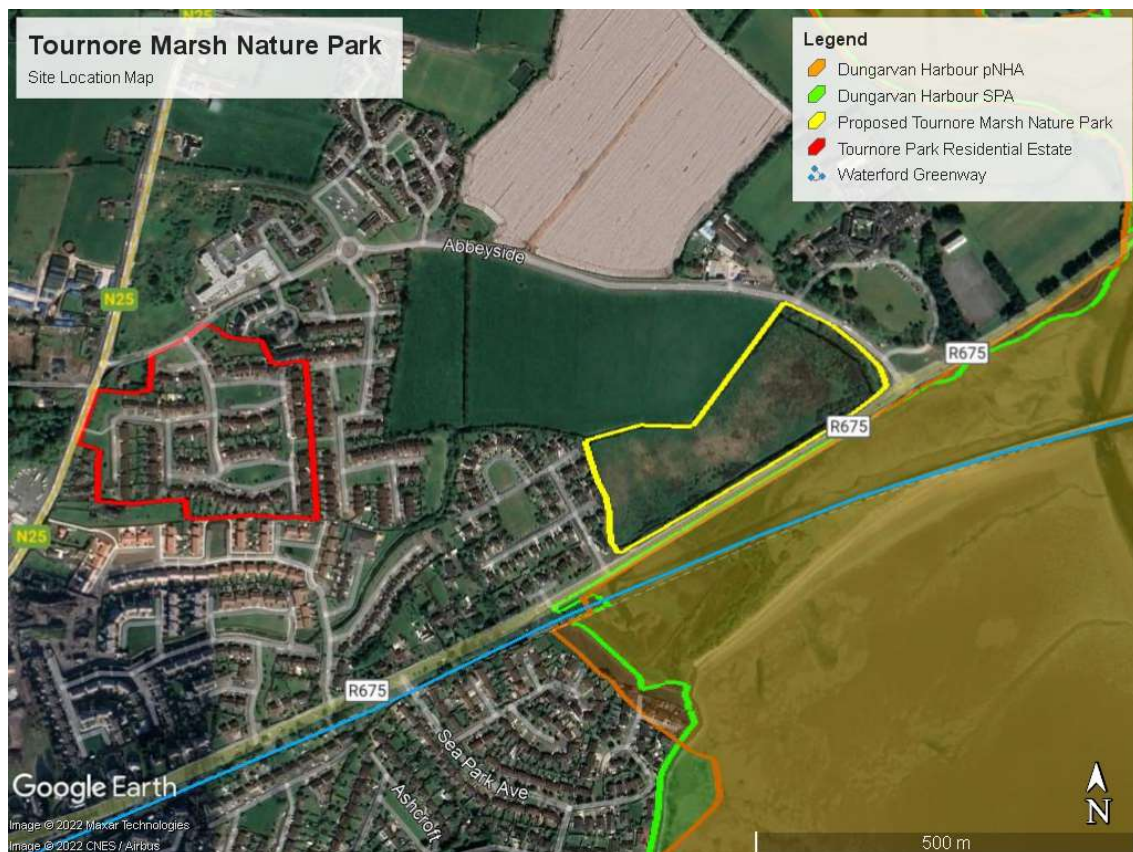 Tournore Marsh Nature Park
Site Location Map
Legend
Dungarvan Harbour pNHA
Dungarvan Harbour SPA
Proposed Tournore Marsh Nature Park
Tournore Park Residential Estate
Waterford Greenway
N25
Abbeyside
N25
R675
R675
N25
R675
Sea Park Ave
Ashcroft
Google Earth
Image © 2022 Maxar Technologies
Image © 2022 CNES / Airbus
N
500 m